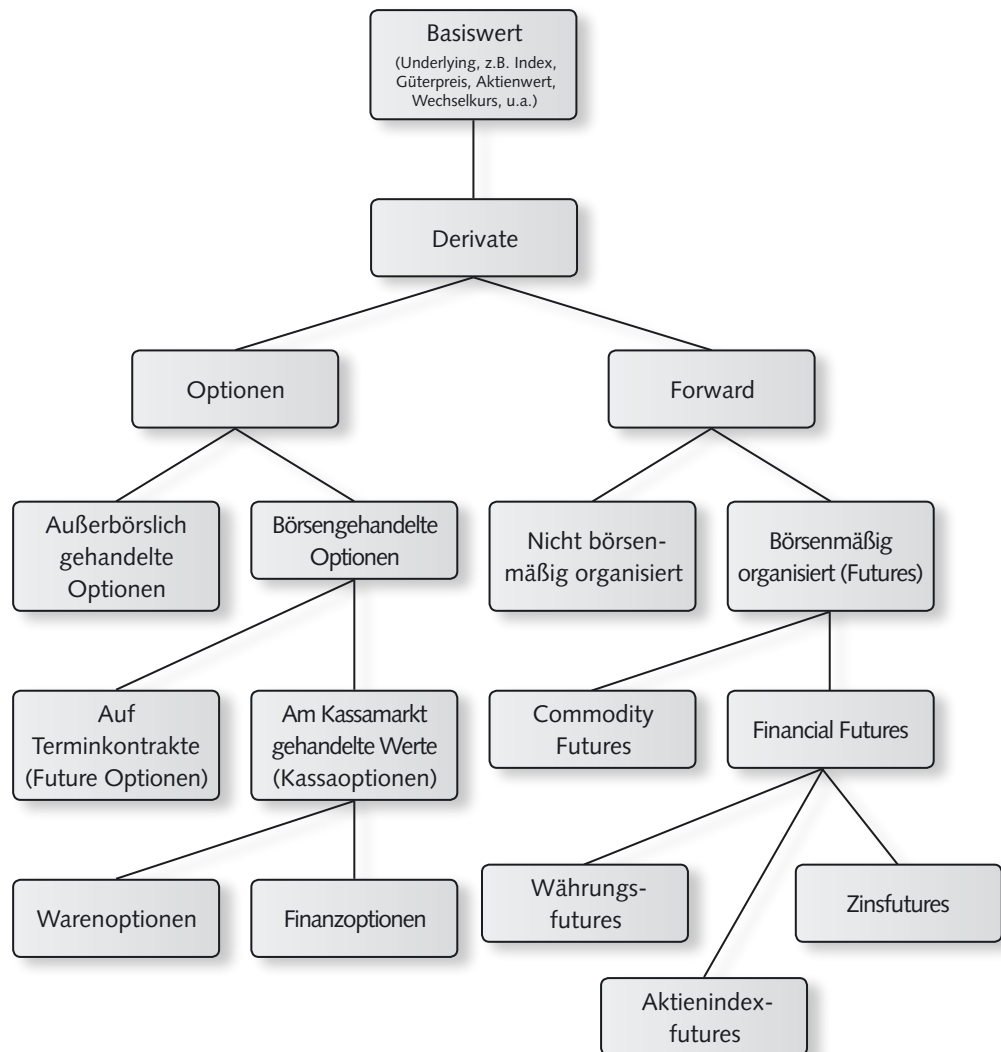 Basiswert
(Underlying, z.B. Index,
Güterpreis, Aktienwert,
Wechselkurs, u.a.)
Derivate
Optionen
Forward
Außerbörslich
gehandelte
Optionen
Börsengehandelte
Optionen
Nicht börsen-
mäßig organisiert
Börsenmäßig
organisiert (Futures)
Auf
Terminkontrakte
(Future Optionen)
Am Kassamarkt
gehandelte Werte
(Kassaoptionen)
Commodity
Futures
Financial Futures
Warenoptionen
Finanzoptionen
Währungs-
futures
Zinsfutures
Aktienindex-
futures